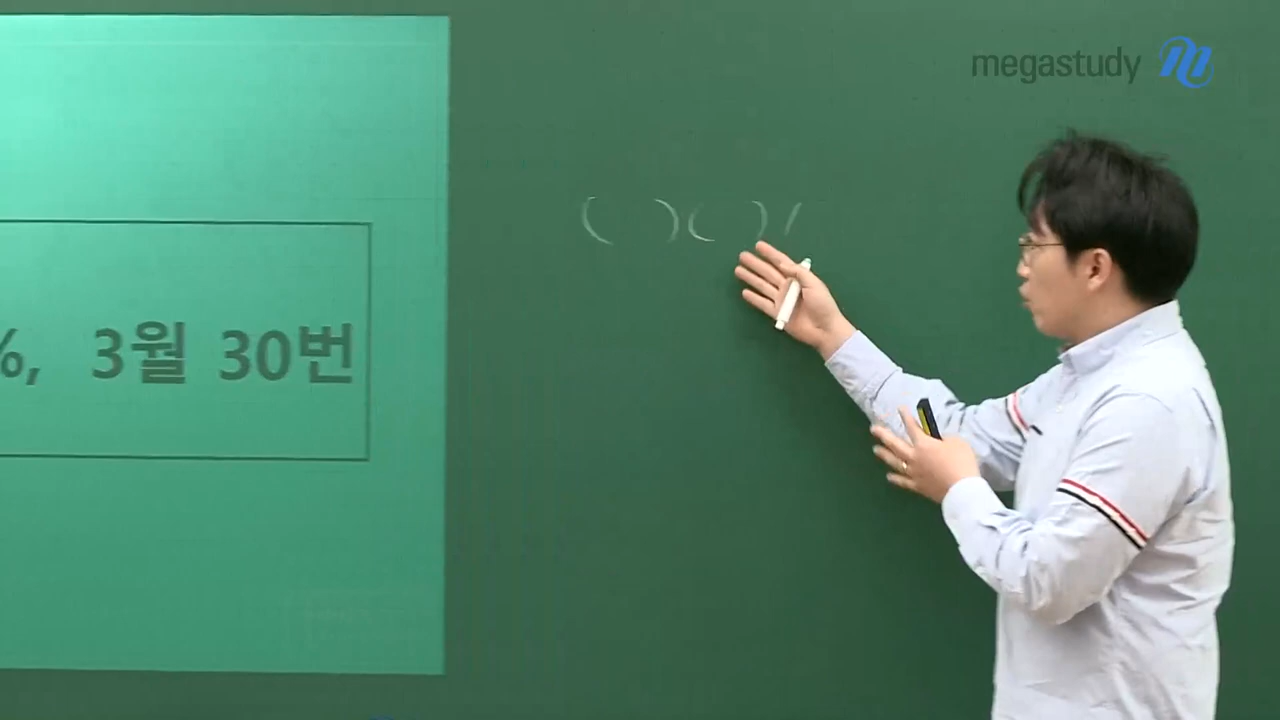 megastudy
( ) ( ) (
%, 3월 30번